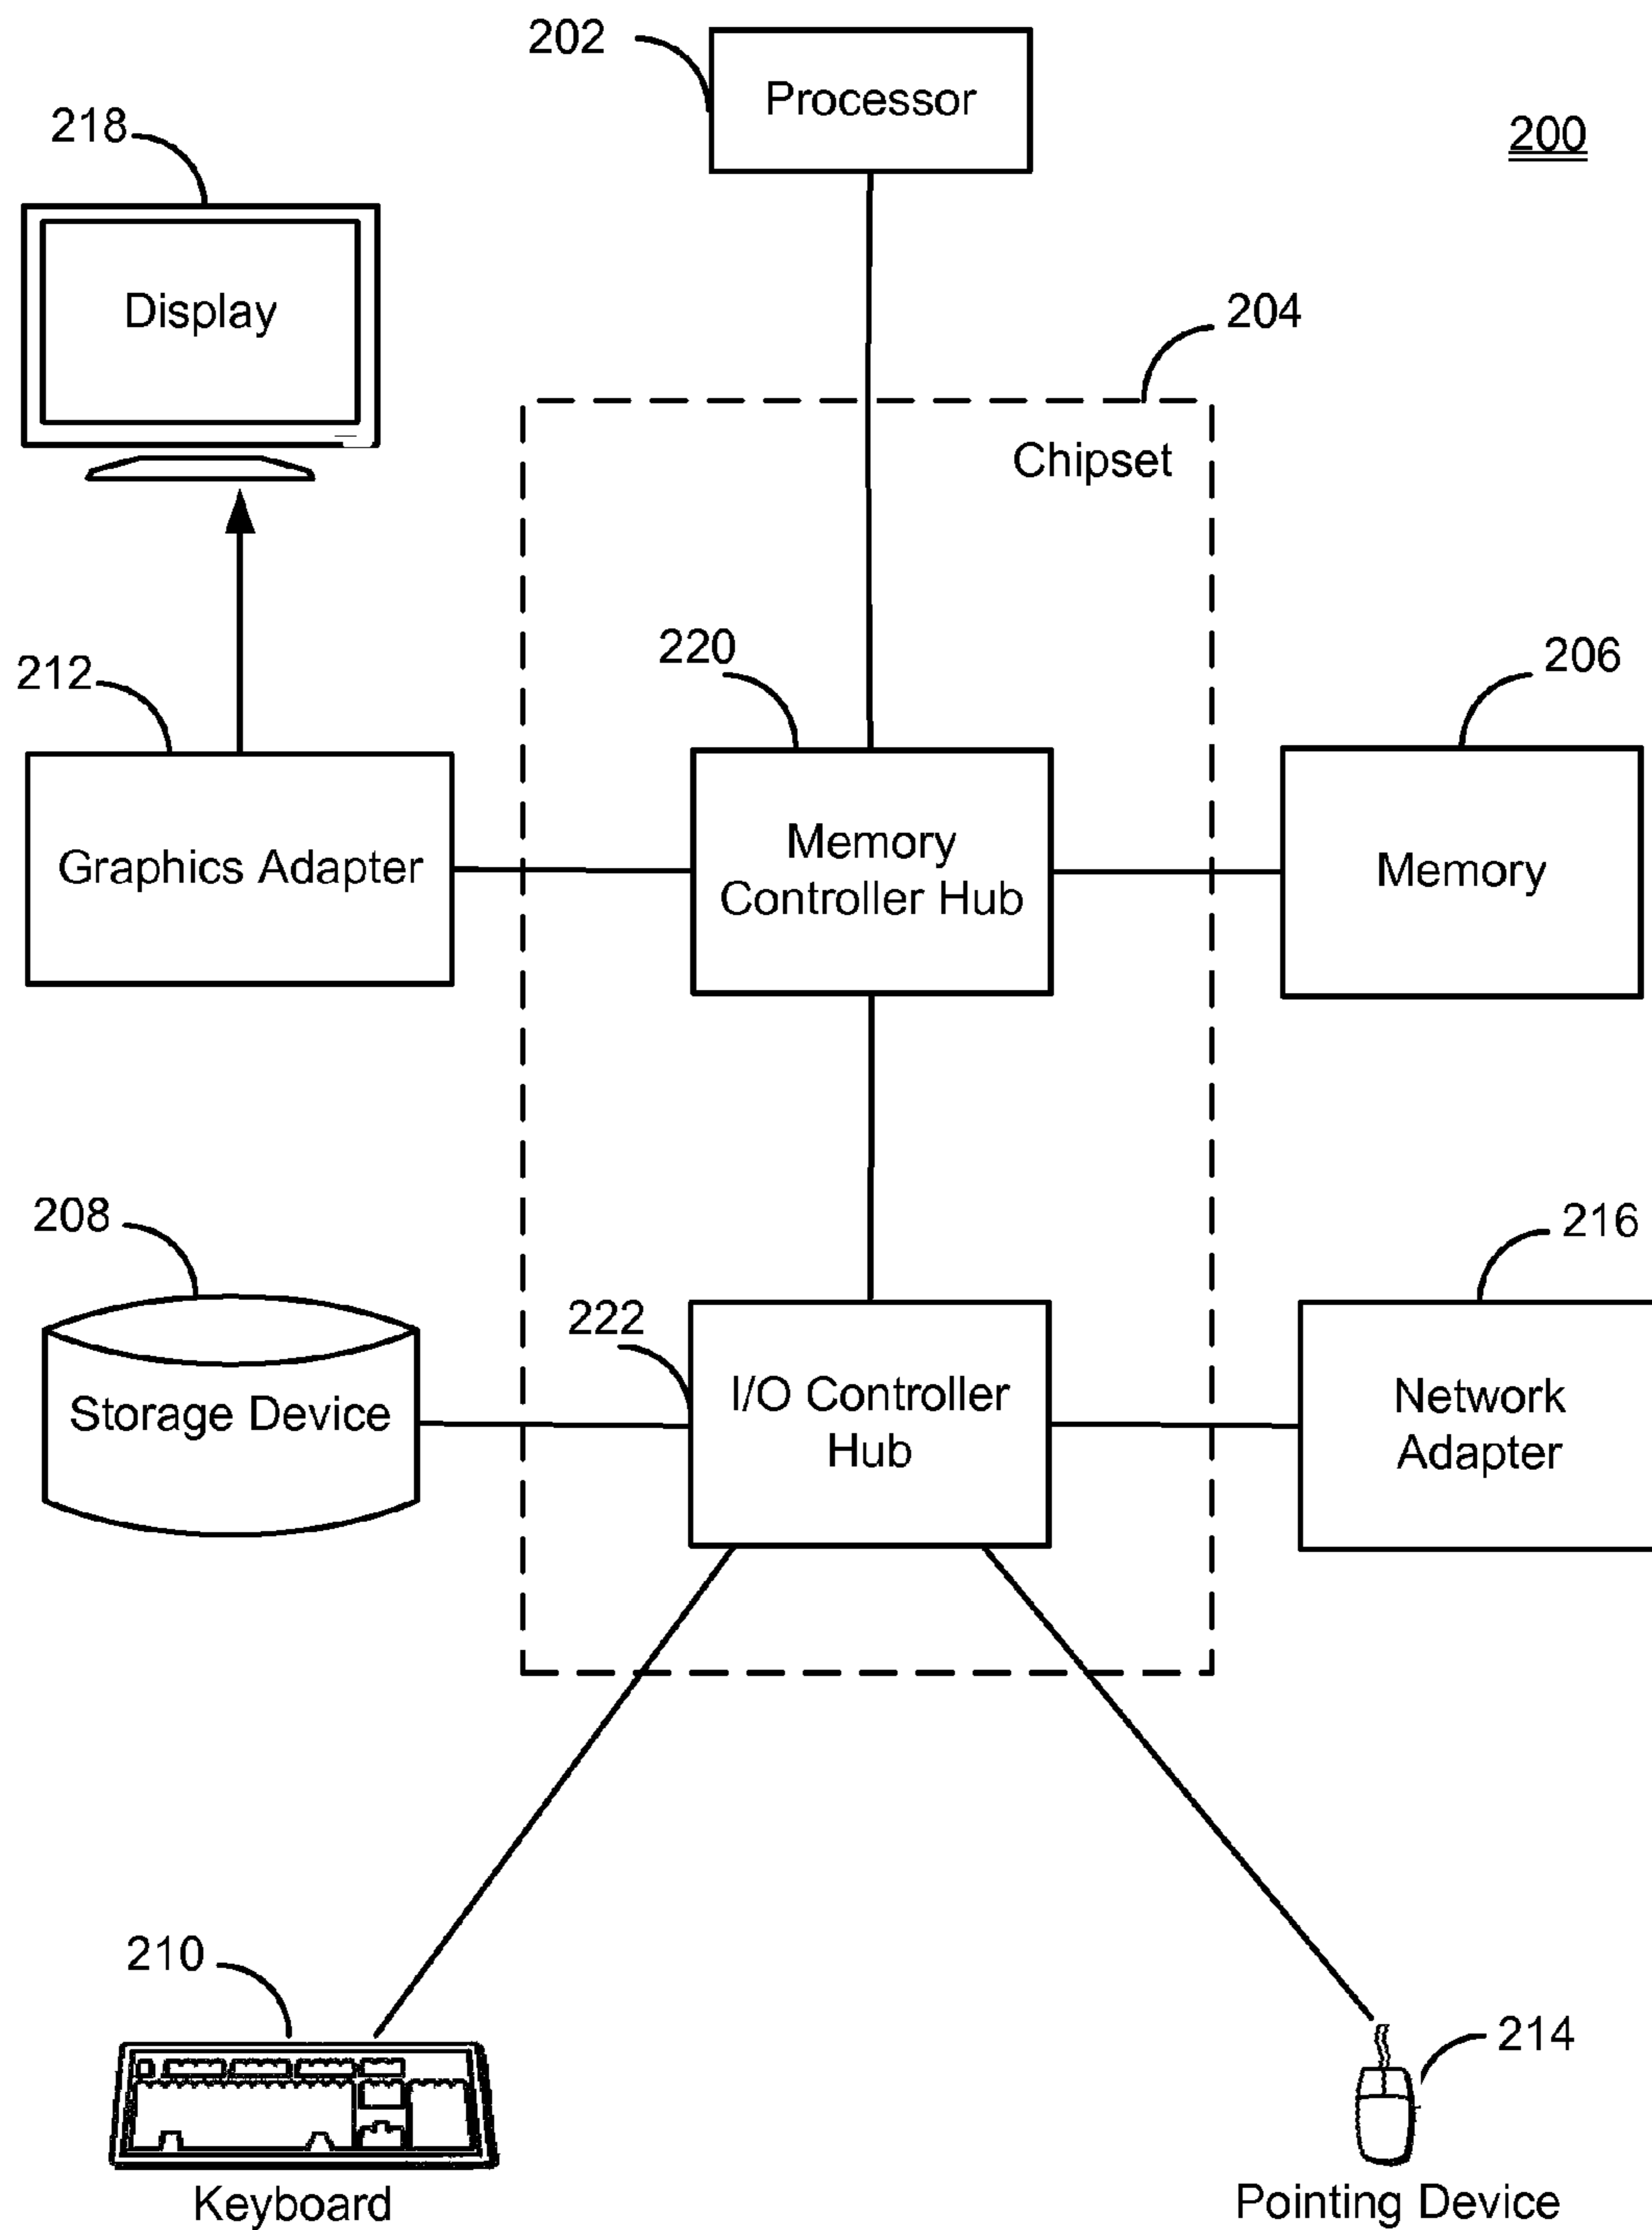 202
Processor
200
218
Display
204
Chipset
220
206
212
Memory
Controller Hub
Graphics Adapter
Memory
208
216
222
I/O Controller
Hub
Storage Device
Network
Adapter
210
214
Keyboard
Pointing Device